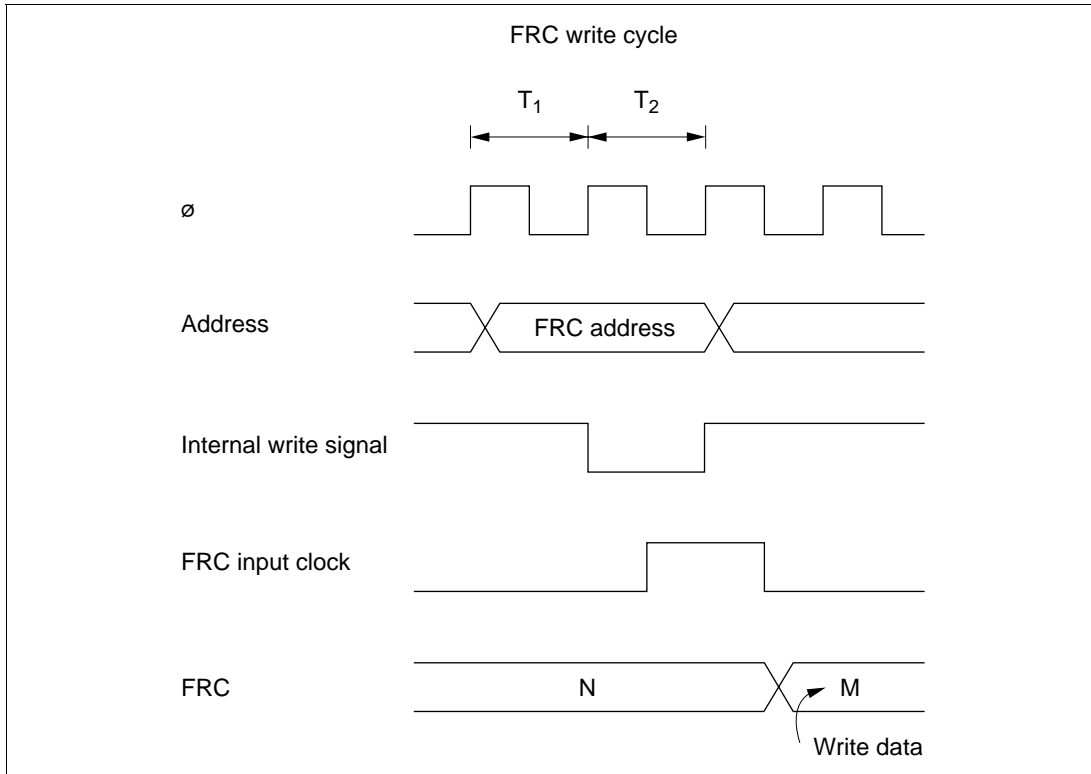 FRC write cycle
T1 T2
ø
Address
FRC address
Internal write signal
FRC input clock
FRC
N
M
Write data